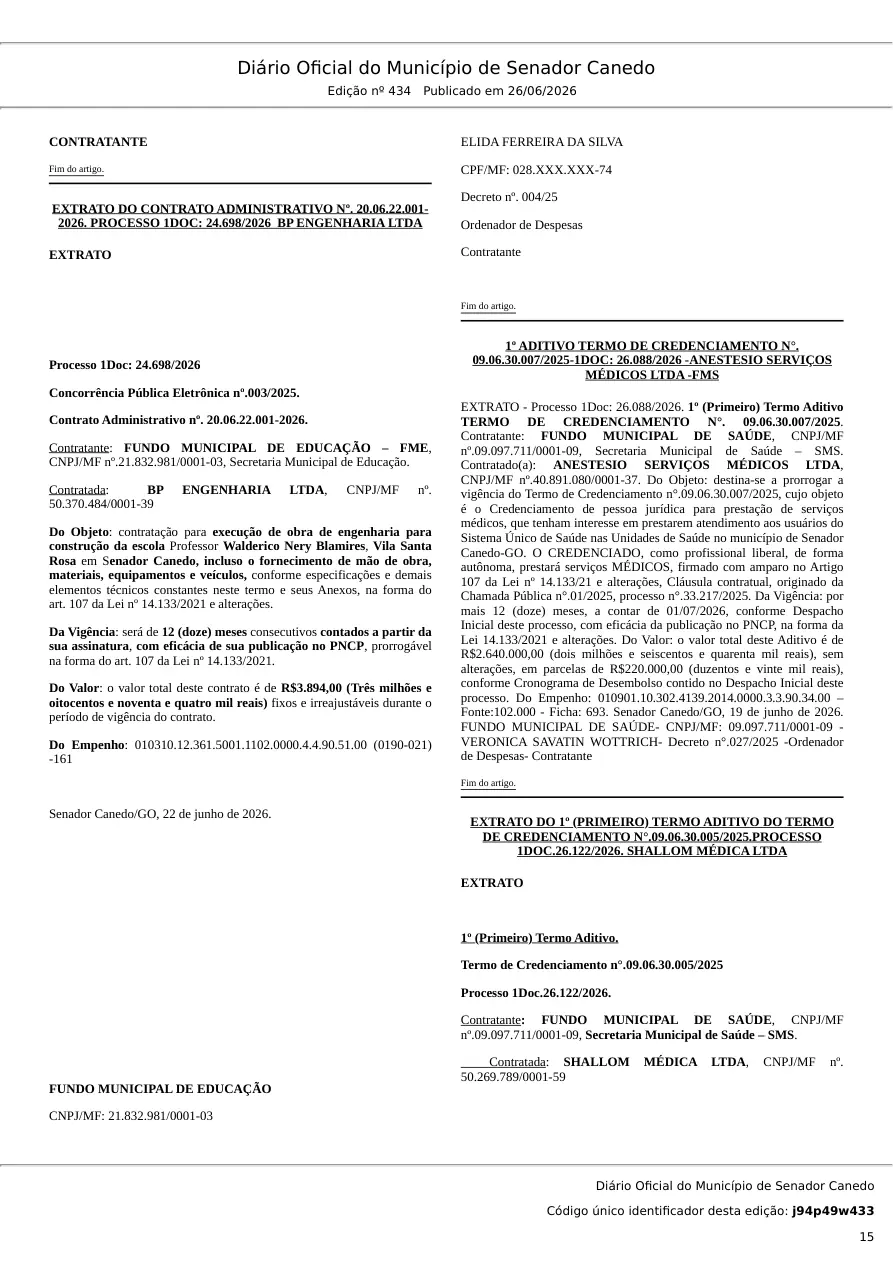 Diário Oficial do Município de Senador Canedo
Edição nº 434 Publicado em 26/06/2026
CONTRATANTE
Fim do artigo.
EXTRATO DO CONTRATO ADMINISTRATIVO Nº. 20.06.22.001-
2026. PROCESSO 1DOC: 24.698/2026 BP ENGENHARIA LTDA
EXTRATO
Processo 1Doc: 24.698/2026
Concorrência Pública Eletrônica nº.003/2025.
Contrato Administrativo nº. 20.06.22.001-2026.
Contratante: FUNDO MUNICIPAL DE EDUCAÇÃO – FME,
CNPJ/MF nº.21.832.981/0001-03, Secretaria Municipal de Educação.
Contratada: BP ENGENHARIA LTDA, CNPJ/MF nº.
50.370.484/0001-39
Do Objeto: contratação para execução de obra de engenharia para
construção da escola Professor Walderico Nery Blamires, Vila Santa
Rosa em Senador Canedo, incluso o fornecimento de mão de obra,
materiais, equipamentos e veículos, conforme especificações e demais
elementos técnicos constantes neste termo e seus Anexos, na forma do
art. 107 da Lei nº 14.133/2021 e alterações.
Da Vigência: será de 12 (doze) meses consecutivos contados a partir da
sua assinatura, com eficácia de sua publicação no PNCP, prorrogável
na forma do art. 107 da Lei nº 14.133/2021.
Do Valor: o valor total deste contrato é de R$3.894,00 (Três milhões e
oitocentos e noventa e quatro mil reais) fixos e irreajustáveis durante o
período de vigência do contrato.
Do Empenho: 010310.12.361.5001.1102.0000.4.4.90.51.00 (0190-021)
-161
Senador Canedo/GO, 22 de junho de 2026.
FUNDO MUNICIPAL DE EDUCAÇÃO
CNPJ/MF: 21.832.981/0001-03
ELIDA FERREIRA DA SILVA
CPF/MF: 028.XXX.XXX-74
Decreto nº. 004/25
Ordenador de Despesas
Contratante
Fim do artigo.
1º ADITIVO TERMO DE CREDENCIAMENTO N°.
09.06.30.007/2025-1DOC: 26.088/2026 -ANESTESIO SERVIÇOS
MÉDICOS LTDA -FMS
EXTRATO - Processo 1Doc: 26.088/2026. 1º (Primeiro) Termo Aditivo
TERMO DE CREDENCIAMENTO N°. 09.06.30.007/2025.
Contratante: FUNDO MUNICIPAL DE SAÚDE, CNPJ/MF
nº.09.097.711/0001-09, Secretaria Municipal de Saúde – SMS.
Contratado(a): ANESTESIO SERVIÇOS MÉDICOS LTDA,
CNPJ/MF nº.40.891.080/0001-37. Do Objeto: destina-se a prorrogar a
vigência do Termo de Credenciamento n°.09.06.30.007/2025, cujo objeto
é o Credenciamento de pessoa jurídica para prestação de serviços
médicos, que tenham interesse em prestarem atendimento aos usuários do
Sistema Único de Saúde nas Unidades de Saúde no município de Senador
Canedo-GO. O CREDENCIADO, como profissional liberal, de forma
autônoma, prestará serviços MÉDICOS, firmado com amparo no Artigo
107 da Lei n° 14.133/21 e alterações, Cláusula contratual, originado da
Chamada Pública n°.01/2025, processo n°.33.217/2025. Da Vigência: por
mais 12 (doze) meses, a contar de 01/07/2026, conforme Despacho
Inicial deste processo, com eficácia da publicação no PNCP, na forma da
Lei 14.133/2021 e alterações. Do Valor: o valor total deste Aditivo é de
R$2.640.000,00 (dois milhões e seiscentos e quarenta mil reais), sem
alterações, em parcelas de R$220.000,00 (duzentos e vinte mil reais),
conforme Cronograma de Desembolso contido no Despacho Inicial deste
processo. Do Empenho: 010901.10.302.4139.2014.0000.3.3.90.34.00 –
Fonte:102.000 - Ficha: 693. Senador Canedo/GO, 19 de junho de 2026.
FUNDO MUNICIPAL DE SAÚDE- CNPJ/MF: 09.097.711/0001-09 -
VERONICA SAVATIN WOTTRICH- Decreto n°.027/2025 -Ordenador
de Despesas- Contratante
Fim do artigo.
EXTRATO DO 1º (PRIMEIRO) TERMO ADITIVO DO TERMO
DE CREDENCIAMENTO N°.09.06.30.005/2025.PROCESSO
1DOC.26.122/2026. SHALLOM MÉDICA LTDA
EXTRATO
1º (Primeiro) Termo Aditivo.
Termo de Credenciamento n°.09.06.30.005/2025
Processo 1Doc.26.122/2026.
Contratante: FUNDO MUNICIPAL DE SAÚDE, CNPJ/MF
nº.09.097.711/0001-09, Secretaria Municipal de Saúde – SMS.
Contratada: SHALLOM MÉDICA LTDA, CNPJ/MF nº.
50.269.789/0001-59
Diário Oficial do Município de Senador Canedo
Código único identificador desta edição: j94p49w433
15